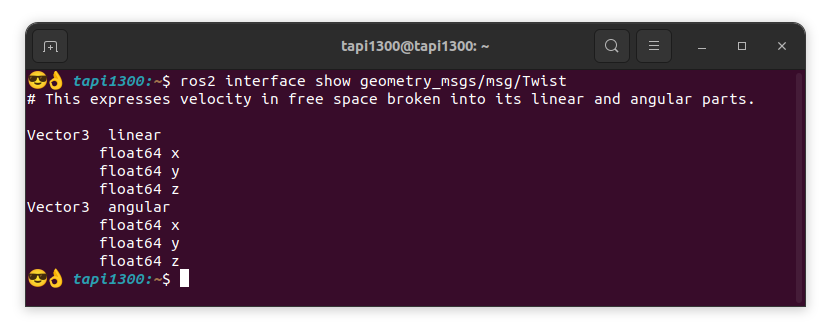 tapi1300@tapi1300: ~
😎👌 tapi1300:~$ ros2 interface show geometry_msgs/msg/Twist
# This expresses velocity in free space broken into its linear and angular parts.
Vector3  linear
        float64 x
        float64 y
        float64 z
Vector3  angular
        float64 x
        float64 y
        float64 z
😎👌 tapi1300:~$